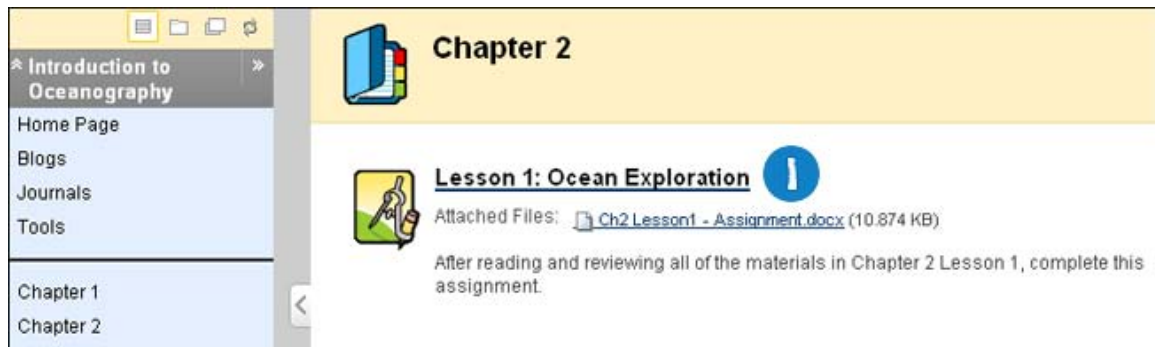 Introduction to
Oceanography
Home Page
Blogs
Journals
Tools
Chapter 1
Chapter 2
Chapter 2
Lesson 1: Ocean Exploration 1
Attached Files: Ch2 Lesson1 - Assignment.docx (10.874 KB)
After reading and reviewing all of the materials in Chapter 2 Lesson 1, complete this
assignment.